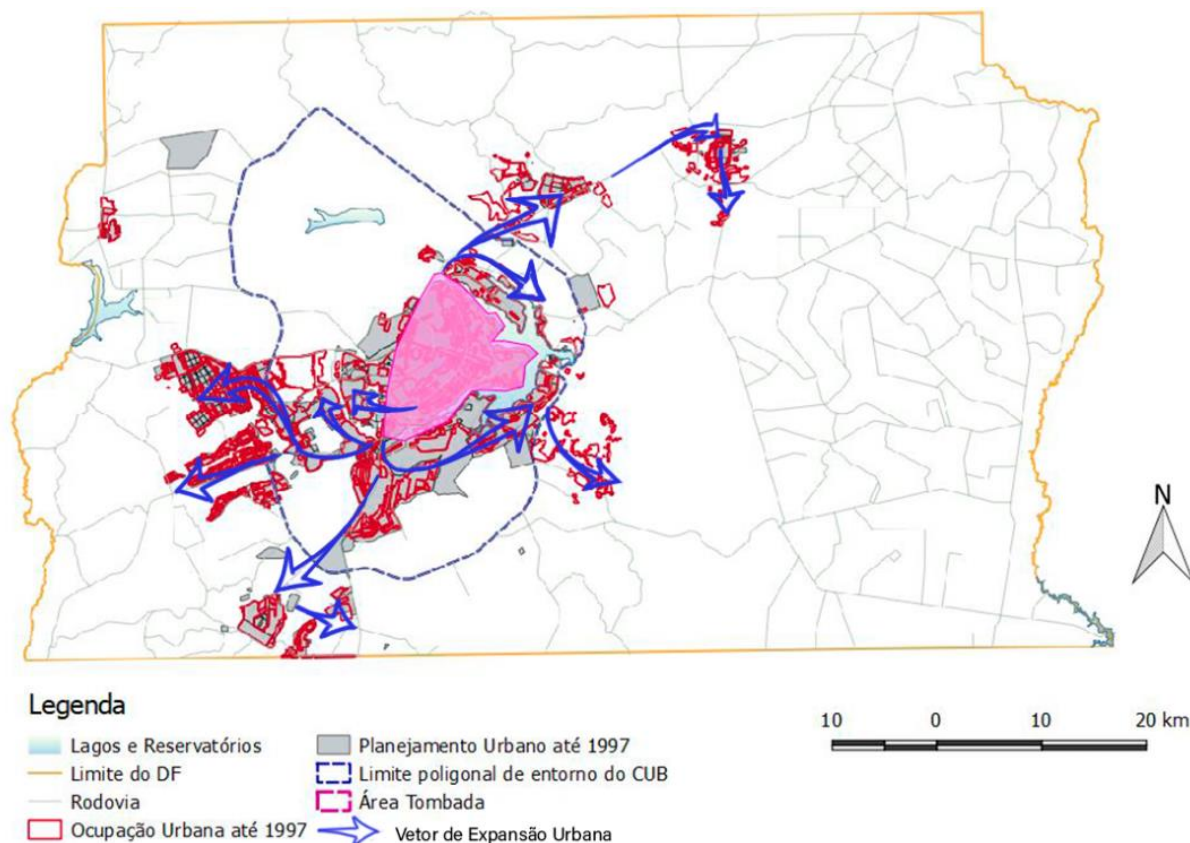 N
Legenda
Lagos e Reservatórios
Limite do DF
Rodovia
Ocupação Urbana até 1997
Planejamento Urbano até 1997
Limite poligonal de entorno do CUB
Área Tombada
Vetor de Expansão Urbana
10 0 10 20 km